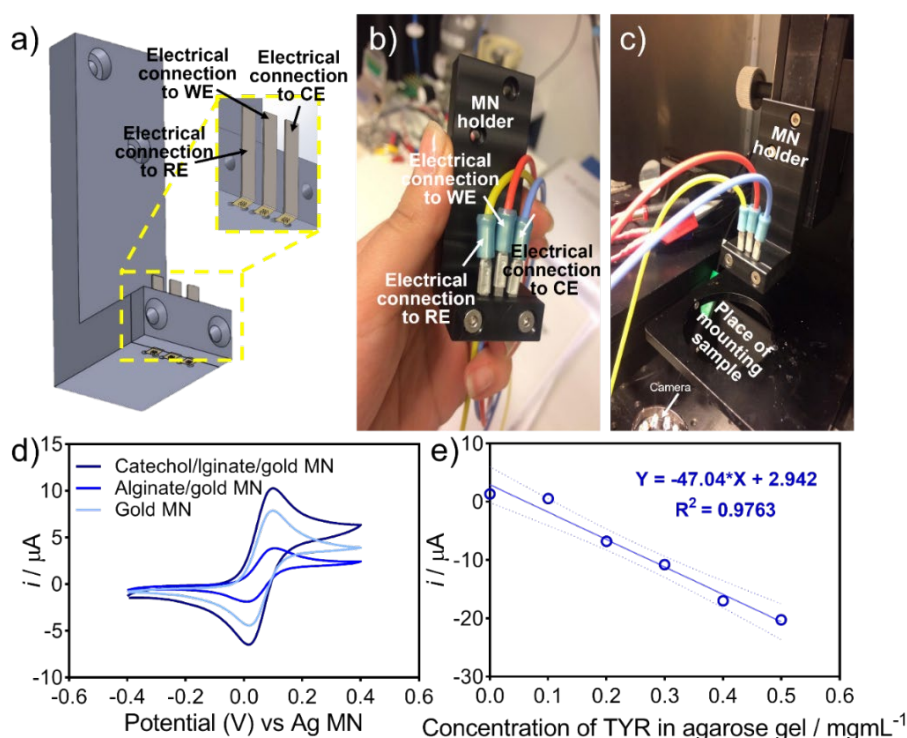 a)
Electrical
connection
to WE
Electrical
connection
to CE
Electrical
connection
to RE
b)
MN
holder
Electrical
connection
to WE
Electrical
connection
to RE
Electrical
connection
to CE
c)
MN
holder
Place of
mounting
sample
Camera
d)
15
10
5
0
-5
-10
i / μA
Catechol/lginate/gold MN
Alginate/gold MN
Gold MN
-0.6 -0.4 -0.2 0.0 0.2 0.4 0.6
Potential (V) vs Ag MN
e)
10
0
-10
-20
-30
i / μA
Y = -47.04*X + 2.942
R² = 0.9763
0.0 0.1 0.2 0.3 0.4 0.5 0.6
Concentration of TYR in agarose gel / mgmL⁻¹